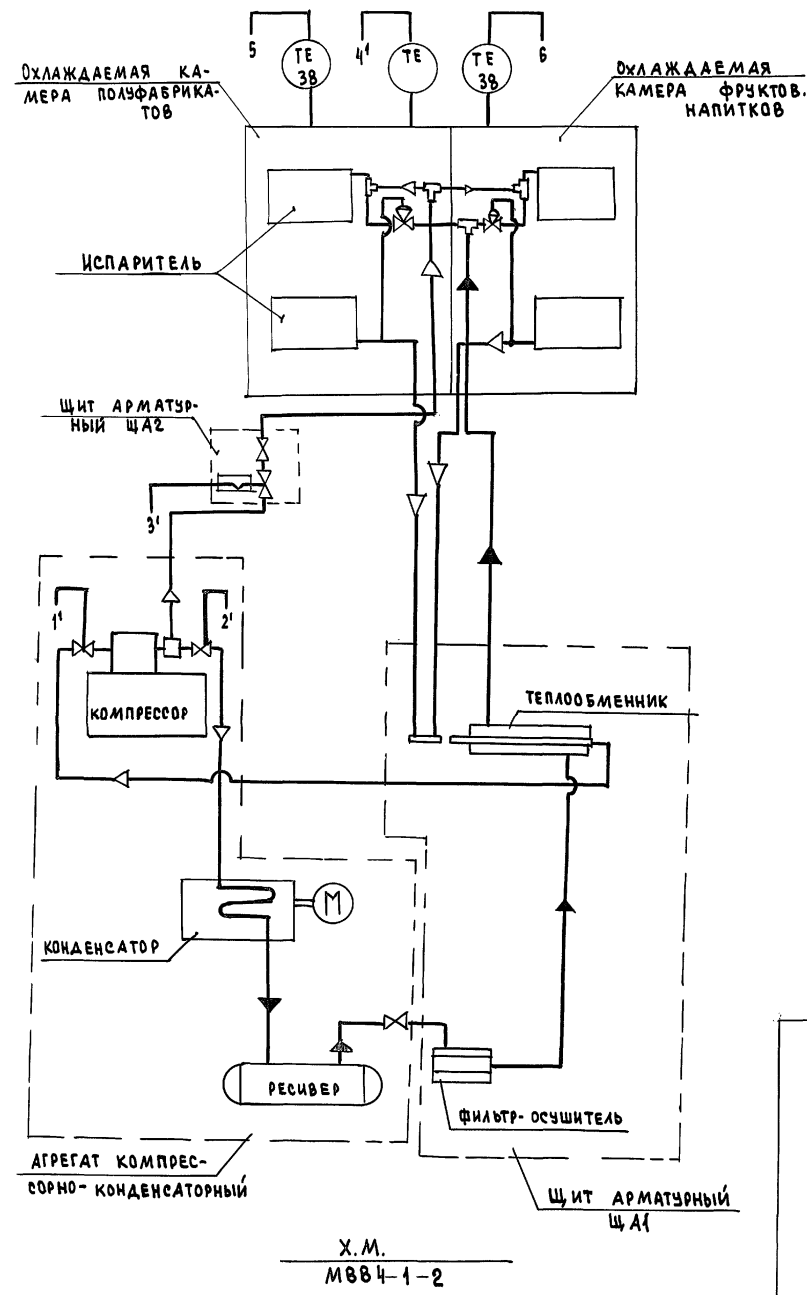 5
ТЕ
38
4'
ТЕ
ТЕ
38
6
ОХЛАЖДАЕМАЯ КА-
МЕРА ПОЛУФАБРИКА-
ТОВ
ОХЛАЖДАЕМАЯ
КАМЕРА ФРУКТОВ.
НАПИТКОВ
ИСПАРИТЕЛЬ
ЩИТ АРМАТУР-
НЫЙ ЩА2
3'
1'
2'
КОМПРЕССОР
ТЕПЛООБМЕННИК
М
КОНДЕНСАТОР
РЕСИВЕР
ФИЛЬТР-ОСУШИТЕЛЬ
АГРЕГАТ КОМПРЕС-
СОРНО-КОНДЕНСАТОРНЫЙ
ЩИТ АРМАТУРНЫЙ
ЩА1
Х.М.
МВВ4-1-2